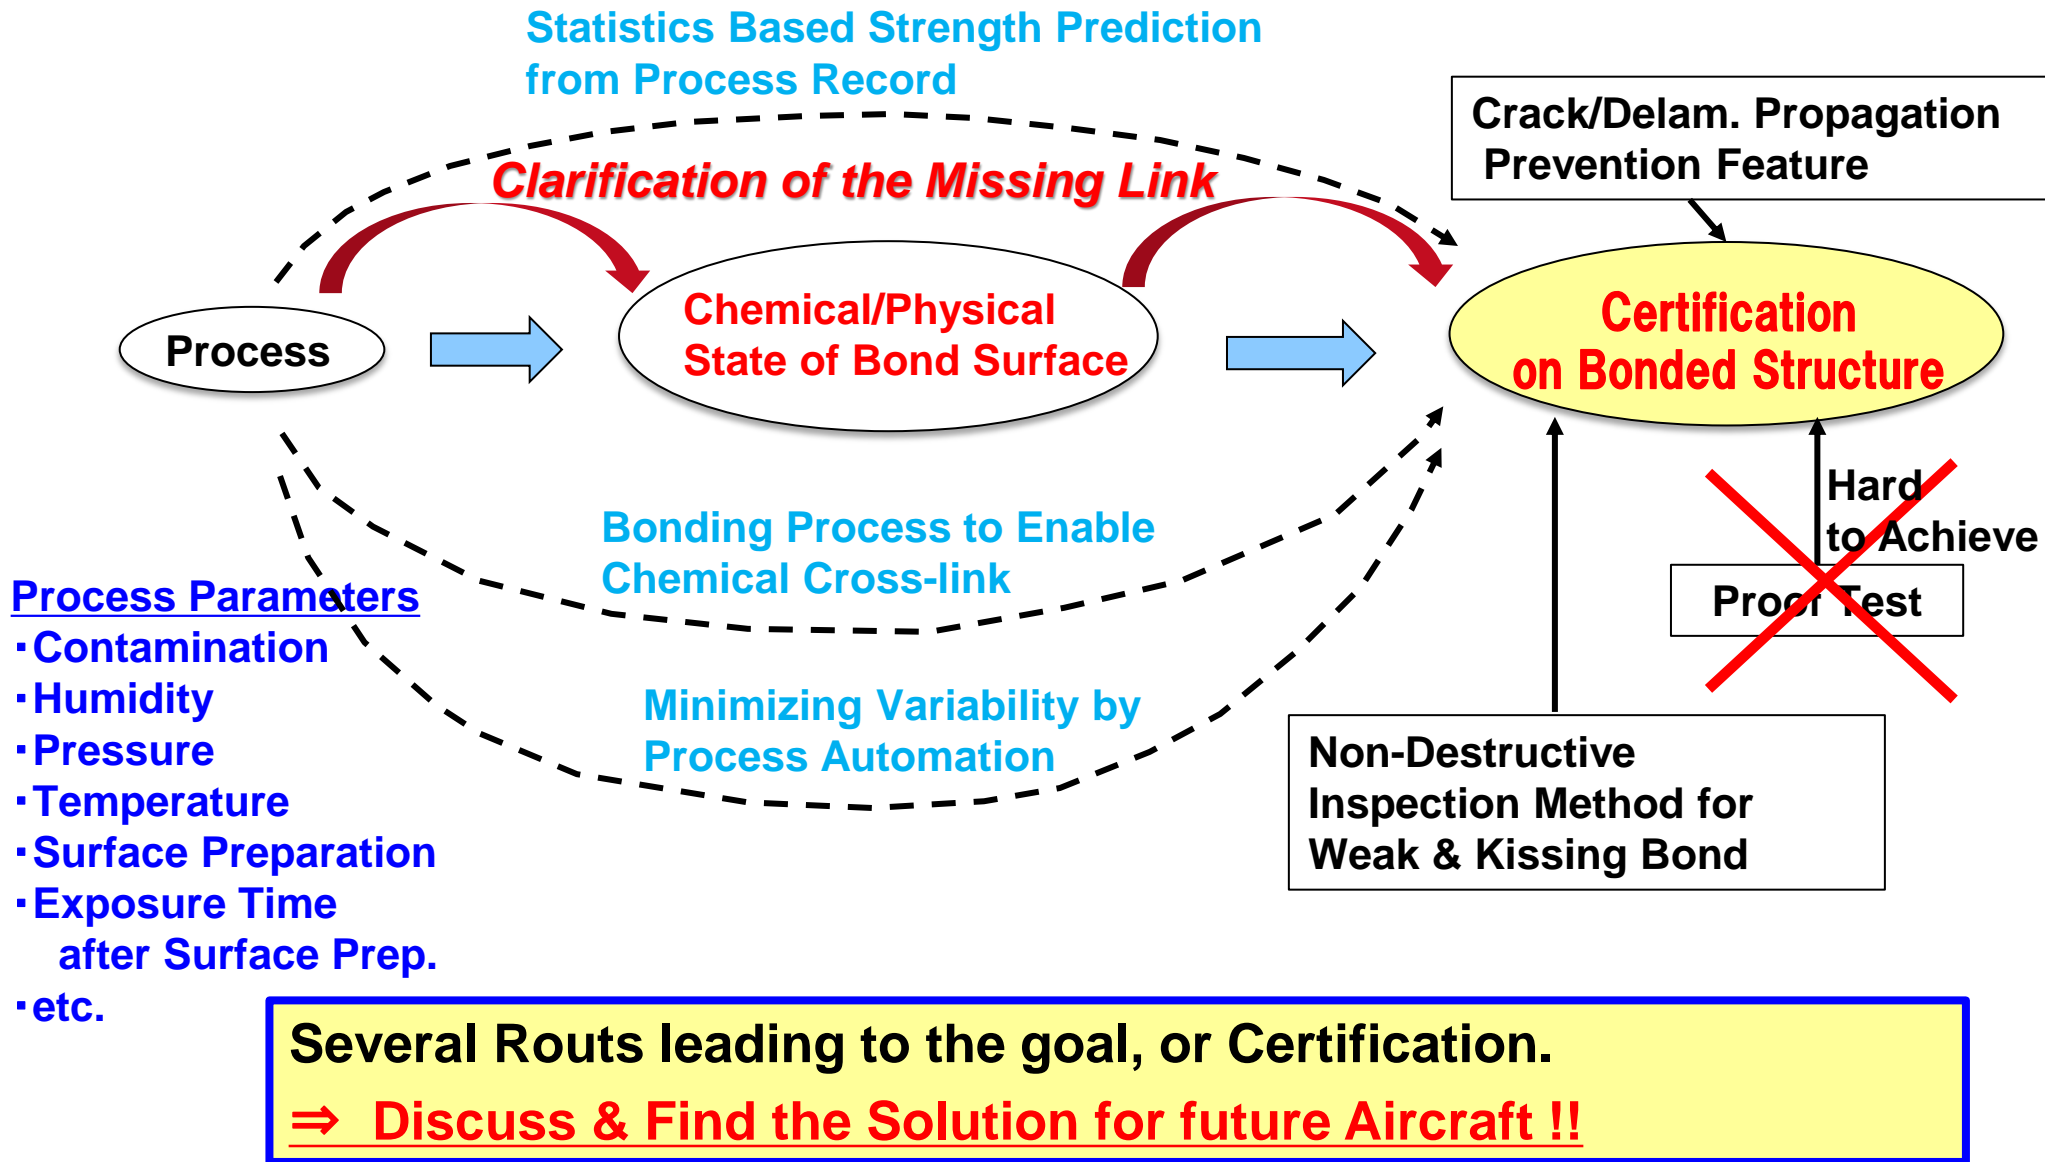 Statistics Based Strength Prediction
from Process Record
Clarification of the Missing Link
Crack/Delam. Propagation
Prevention Feature
Process
Chemical/Physical
State of Bond Surface
Certification
on Bonded Structure
Hard
to Achieve
Proof Test
Bonding Process to Enable
Chemical Cross-link
Minimizing Variability by
Process Automation
Non-Destructive
Inspection Method for
Weak & Kissing Bond
Process Parameters
・Contamination
・Humidity
・Pressure
・Temperature
・Surface Preparation
・Exposure Time
after Surface Prep.
・etc.
Several Routs leading to the goal, or Certification.
⇒ Discuss & Find the Solution for future Aircraft !!